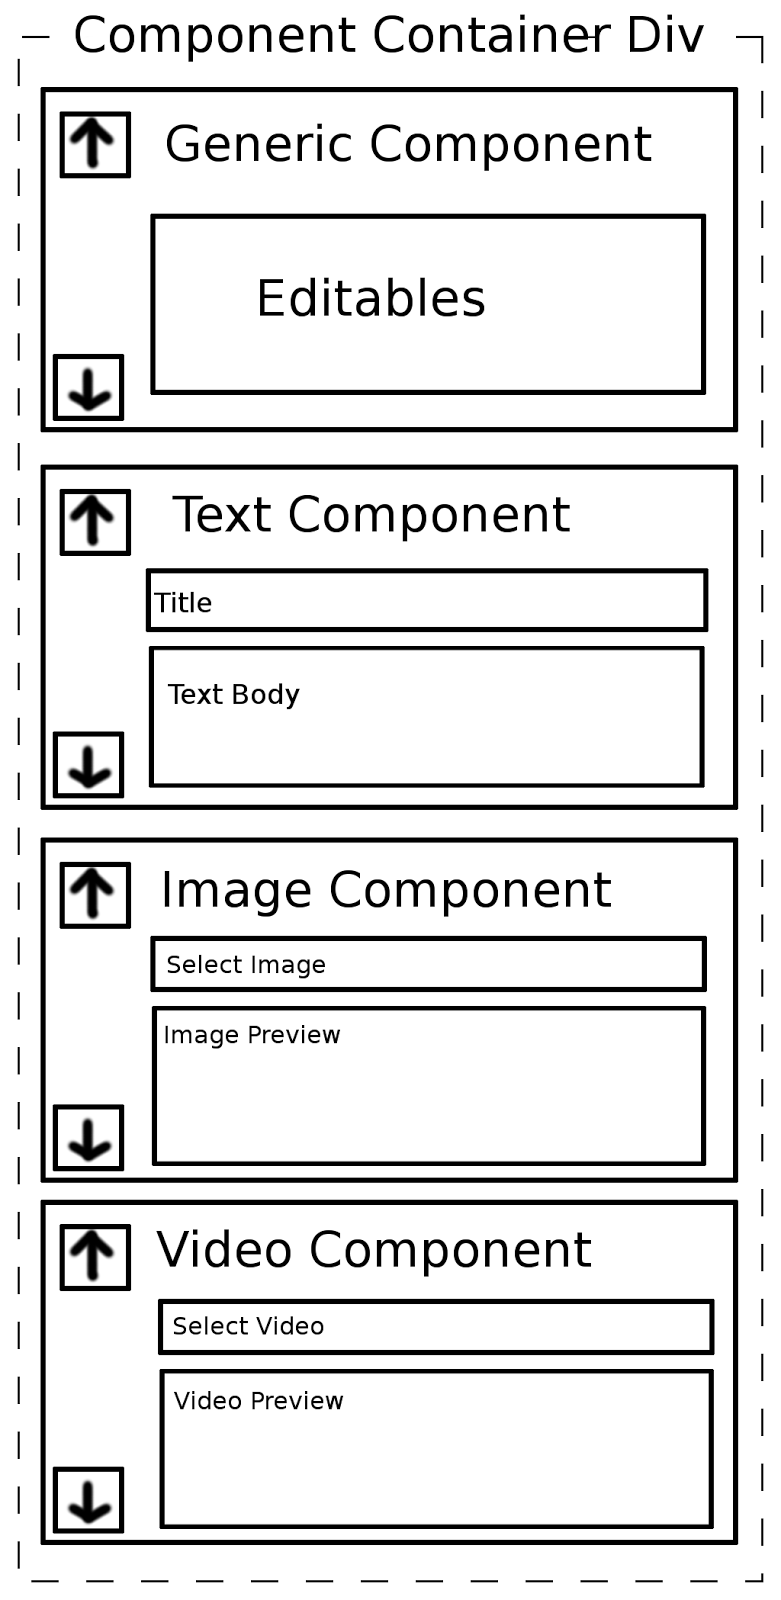 Component Container Div
Generic Component
Editables
Text Component
Title
Text Body
Image Component
Select Image
Image Preview
Video Component
Select Video
Video Preview